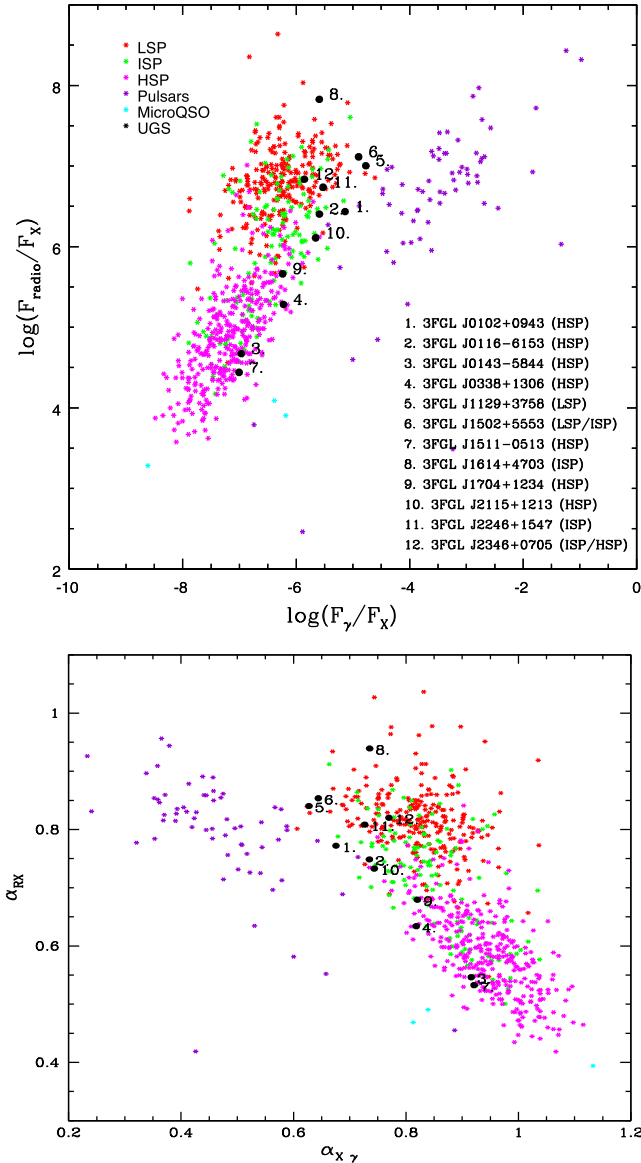 LSP
ISP
HSP
Pulsars
MicroQSO
UGS
8
6
4
2
log(F_radio/F_X)
8.
6.
5.
12.
11.
2.
1.
10.
9.
4.
3.
7.
1. 3FGL J0102+0943 (HSP)
2. 3FGL J0116-6153 (HSP)
3. 3FGL J0143-5844 (HSP)
4. 3FGL J0338+1306 (HSP)
5. 3FGL J1129+3758 (LSP)
6. 3FGL J1502+5553 (LSP/ISP)
7. 3FGL J1511-0513 (HSP)
8. 3FGL J1614+4703 (ISP)
9. 3FGL J1704+1234 (HSP)
10. 3FGL J2115+1213 (HSP)
11. 3FGL J2246+1547 (ISP)
12. 3FGL J2346+0705 (ISP/HSP)
-10 -8 -6 -4 -2 0
log(F_γ/F_X)
1
0.8
0.6
0.4
α_RX
8.
6.
5.
12.
11.
1.
2.
10.
9.
4.
3.
7.
0.2 0.4 0.6 0.8 1 1.2
α_X γ